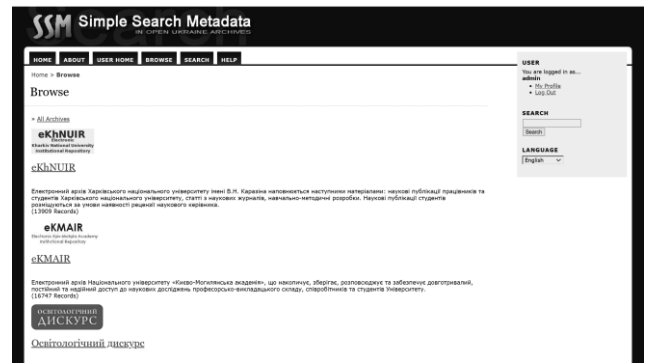 SSM Simple Search Metadata
IN OPEN UKRAINE ARCHIVES
HOME ABOUT USER HOME BROWSE SEARCH HELP
Home > Browse
Browse
» All Archives
eKhNUIR
Electronic
Kharkiv National University
Institutional Repository
eKhNUIR
Електронний архів Харківського національного університету імені В.Н. Каразіна наповнюється наступними матеріалами: наукові публікації працівників та
студентів Харківського національного університету, статті з наукових журналів, навчально-методичні розробки. Наукові публікації студентів
розміщуються за умови наявності рецензії наукового керівника.
(13909 Records)
eKMAIR
Electronic Kyiv-Mohyla Academy
Institutional Repository
eKMAIR
Електронний архів Національного університету «Києво-Могилянська академія», що накопичує, зберігає, розповсюджує та забезпечує довготривалий,
постійний та надійний доступ до наукових досліджень професорсько-викладацького складу, співробітників та студентів Університету.
(16747 Records)
ОСВІТОЛОГІЧНИЙ
ДИСКУРС
Освітологічний дискурс
USER
You are logged in as...
admin
My Profile
Log Out
SEARCH
Search
LANGUAGE
English